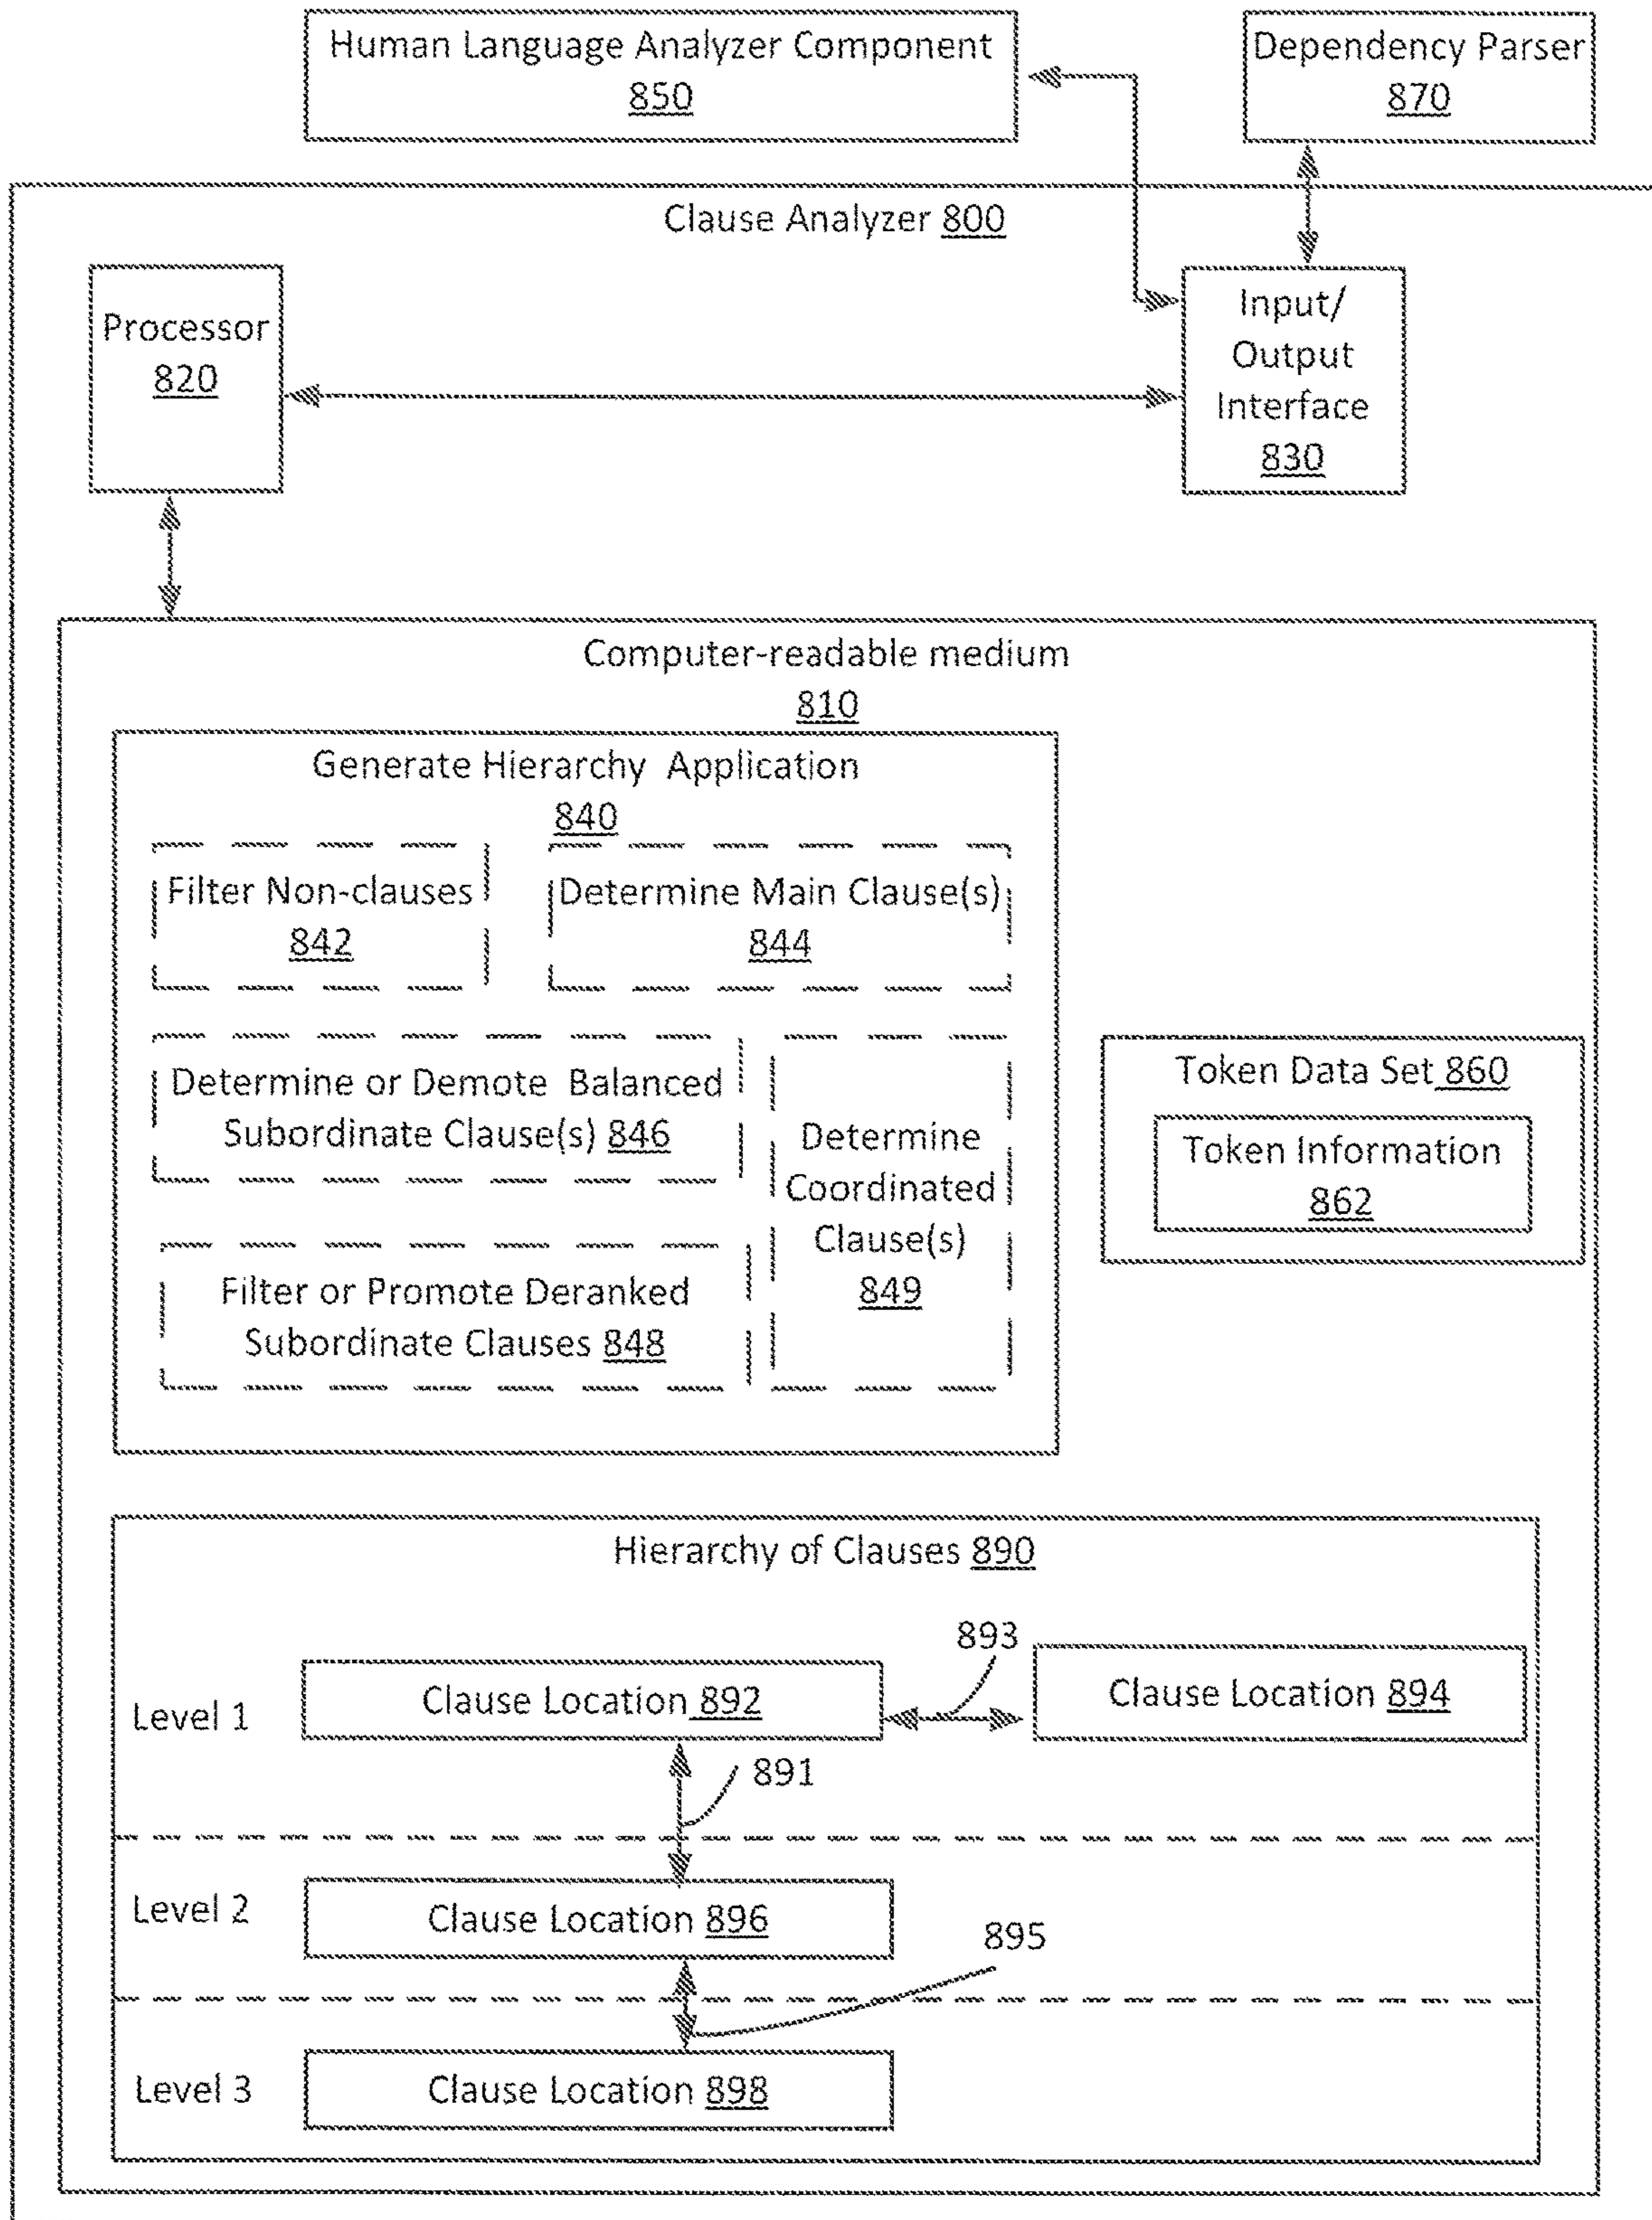 Human Language Analyzer Component
850
Dependency Parser
870
Clause Analyzer 800
Processor
820
Input/
Output
Interface
830
Computer-readable medium
810
Generate Hierarchy Application
840
Filter Non-clauses
842
Determine Main Clause(s)
844
Determine or Demote Balanced
Subordinate Clause(s) 846
Determine
Coordinated
Clause(s)
849
Filter or Promote Deranked
Subordinate Clauses 848
Token Data Set 860
Token Information
862
Hierarchy of Clauses 890
893
Level 1
Clause Location 892
Clause Location 894
891
Level 2
Clause Location 896
895
Level 3
Clause Location 898